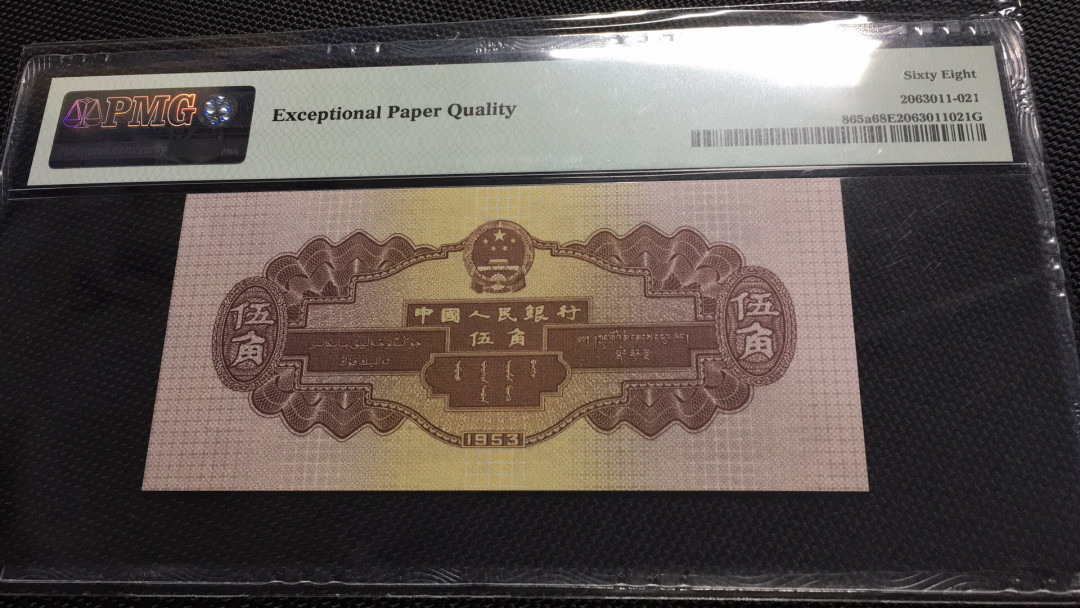 PMG
Exceptional Paper Quality
Sixty Eight
2063011-021
865a68E2063011021G
中國人民銀行
伍角
伍角
伍角
1953